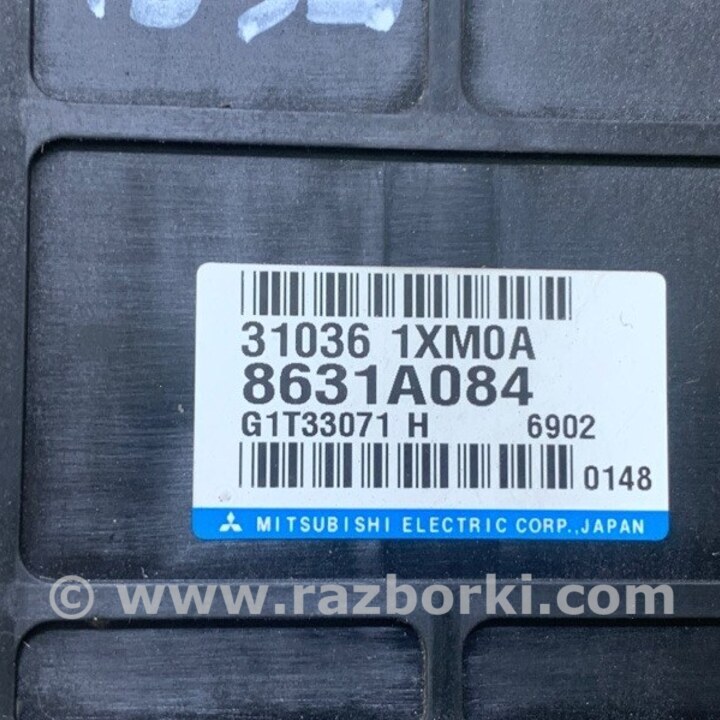 31036 1XM0A
8631A084
G1T33071 H 6902
0148
MITSUBISHI ELECTRIC CORP., JAPAN
© www.razborki.com